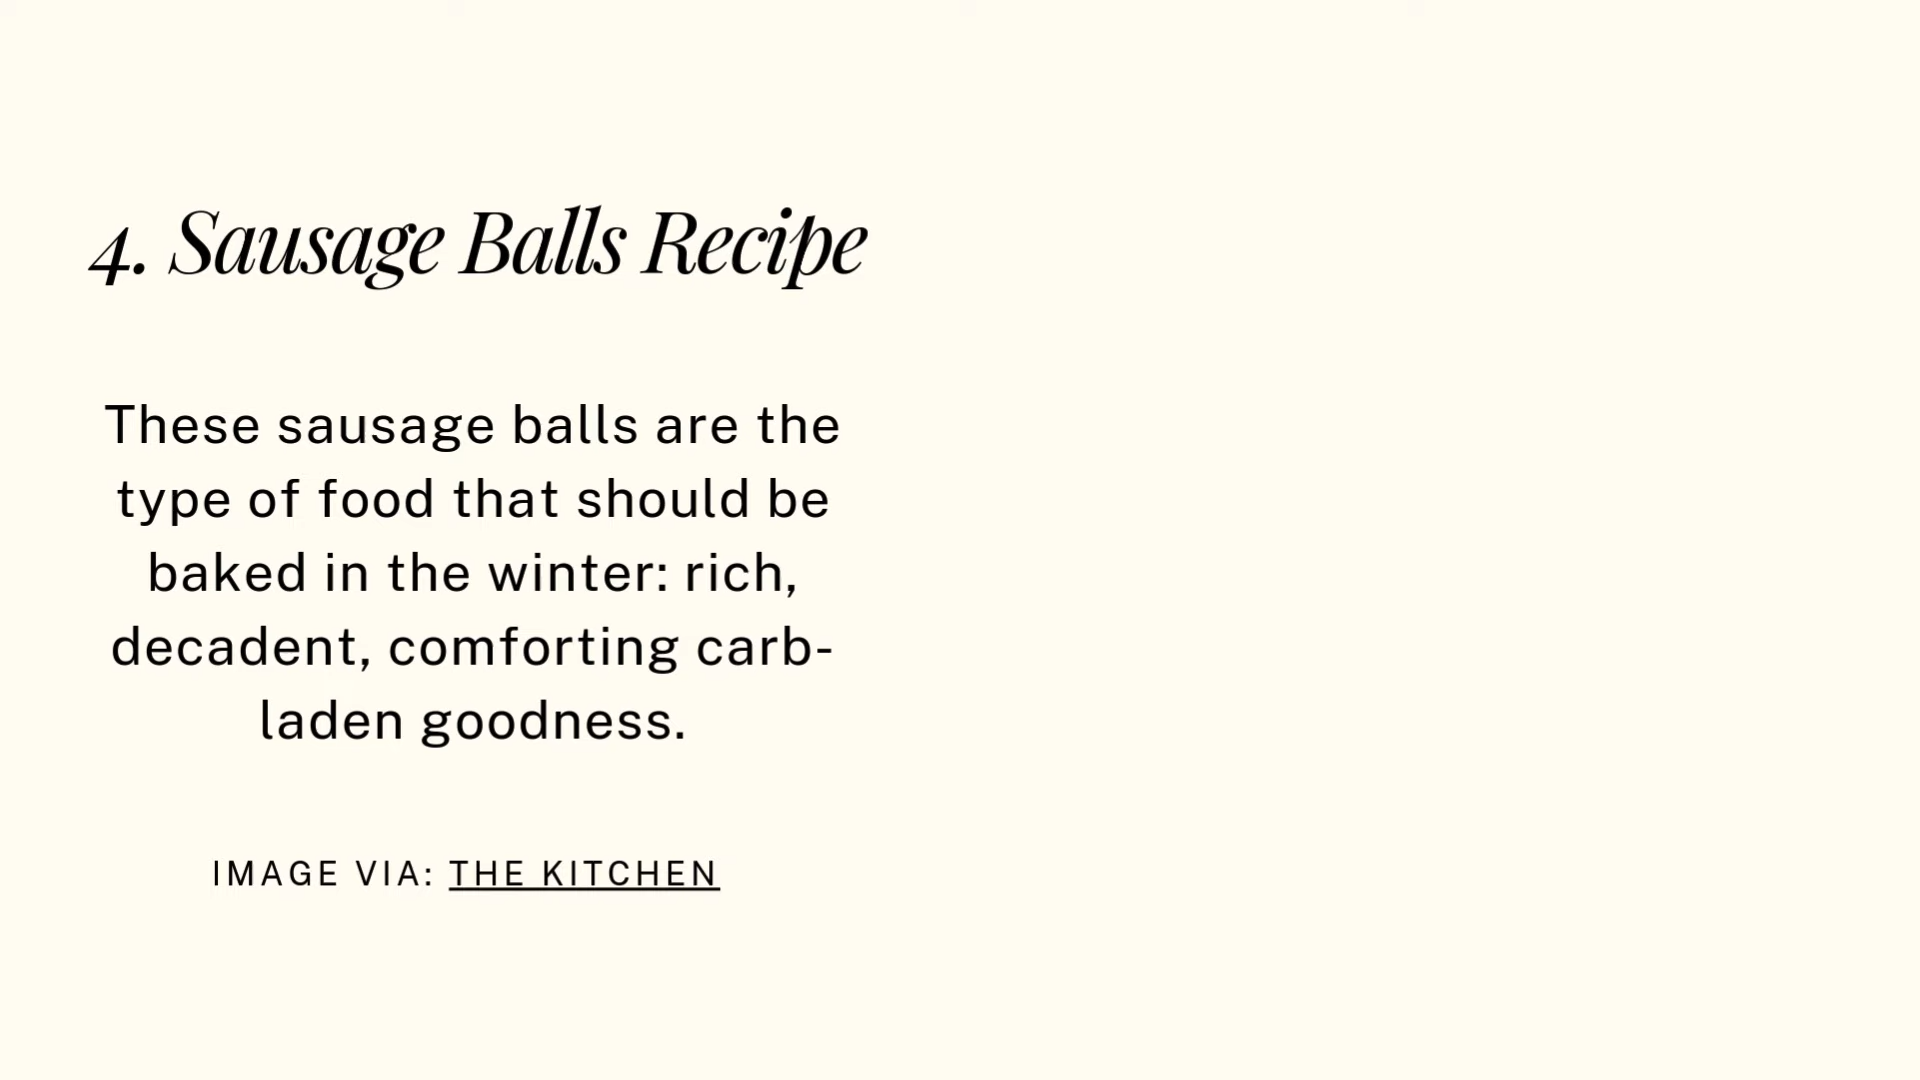 4. Sausage Balls Recipe
These sausage balls are the
type of food that should be
baked in the winter: rich,
decadent, comforting carb-
laden goodness.
IMAGE VIA: THE KITCHEN